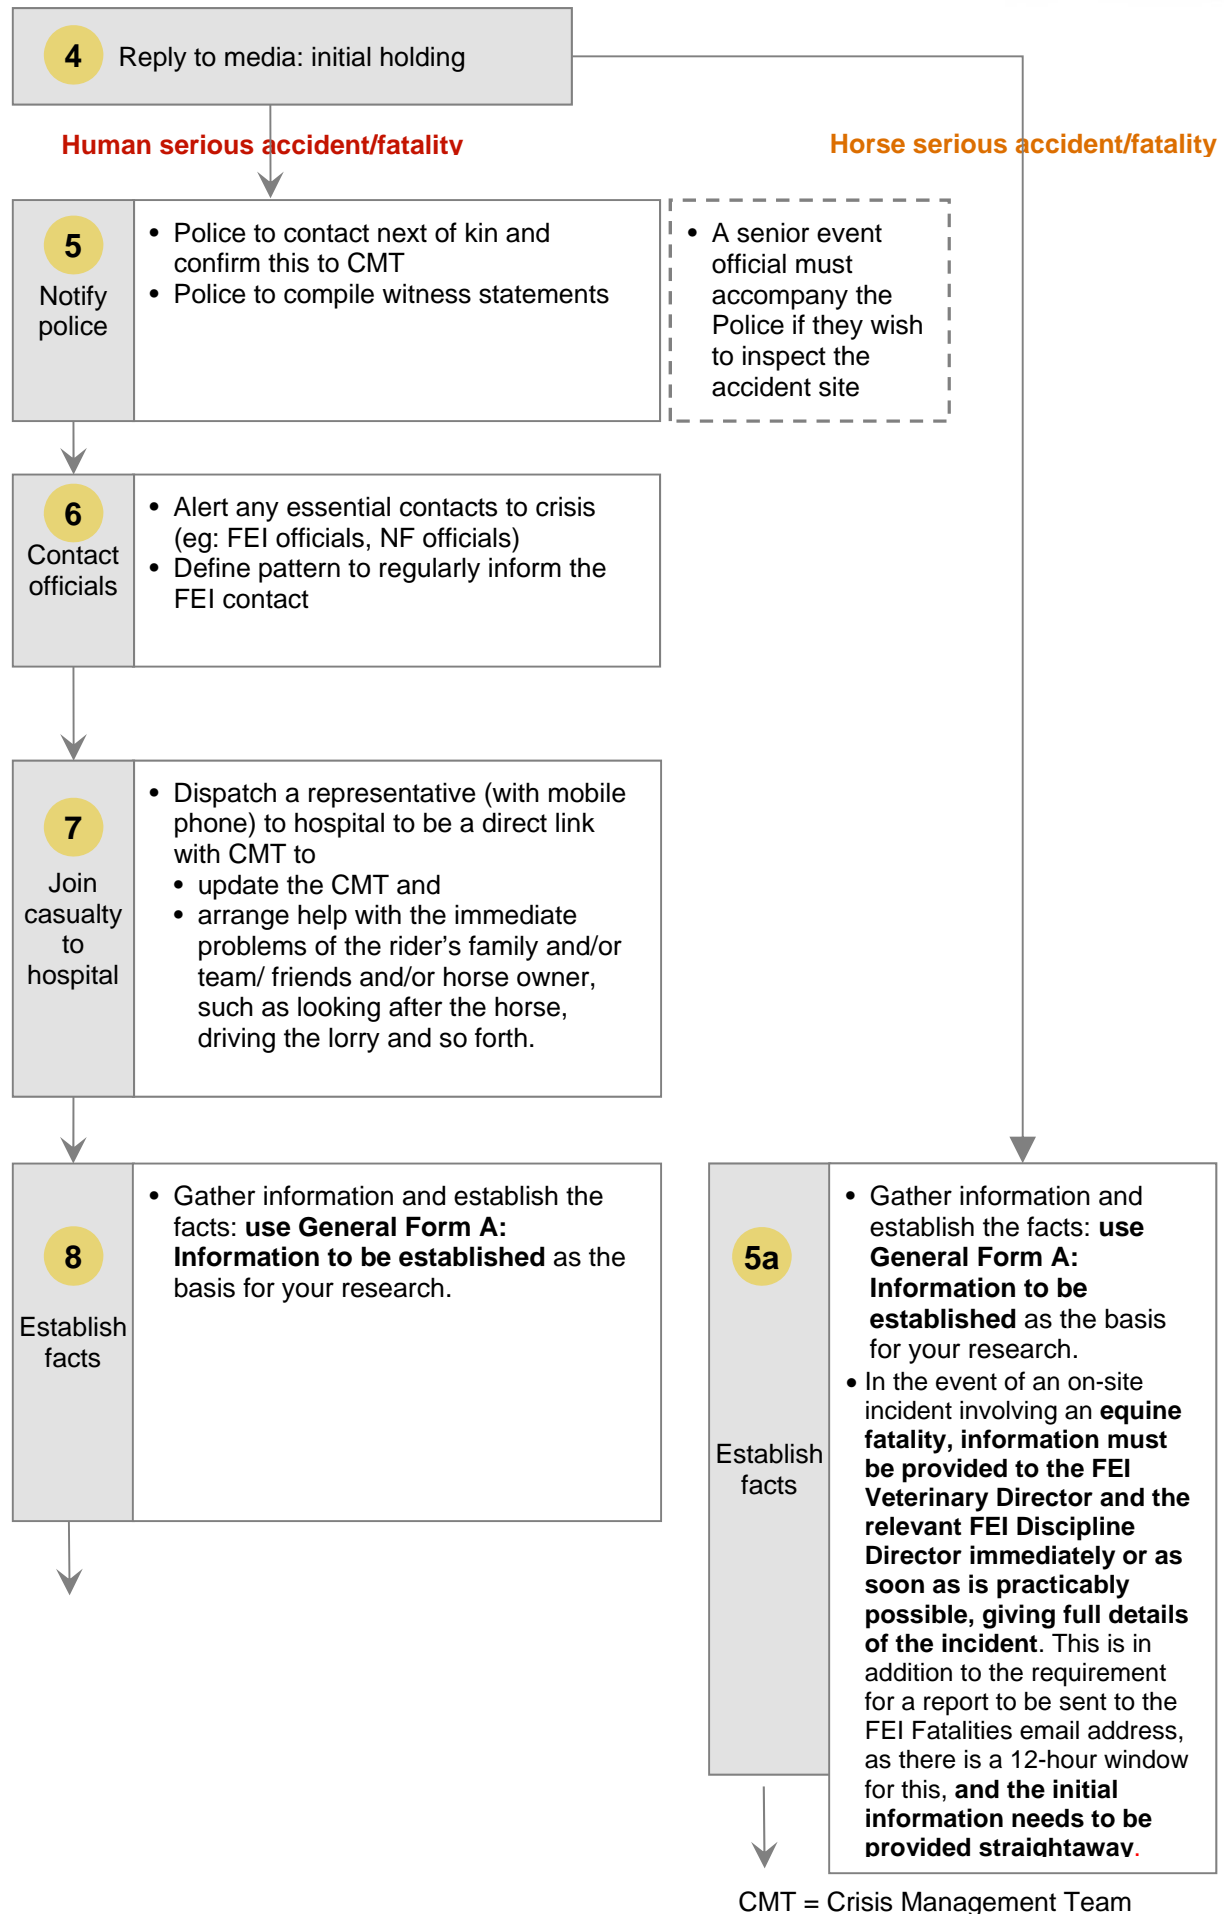 4 Reply to media: initial holding
Human serious accident/fatality
Horse serious accident/fatality
5
Notify
police
• Police to contact next of kin and
confirm this to CMT
• Police to compile witness statements
• A senior event
official must
accompany the
Police if they wish
to inspect the
accident site
6
Contact
officials
• Alert any essential contacts to crisis
(eg: FEI officials, NF officials)
• Define pattern to regularly inform the
FEI contact
7
Join
casualty
to
hospital
• Dispatch a representative (with mobile
phone) to hospital to be a direct link
with CMT to
• update the CMT and
• arrange help with the immediate
problems of the rider’s family and/or
team/ friends and/or horse owner,
such as looking after the horse,
driving the lorry and so forth.
8
Establish
facts
• Gather information and establish the
facts: use General Form A:
Information to be established as the
basis for your research.
5a
Establish
facts
• Gather information and
establish the facts: use
General Form A:
Information to be
established as the basis
for your research.
• In the event of an on-site
incident involving an equine
fatality, information must
be provided to the FEI
Veterinary Director and the
relevant FEI Discipline
Director immediately or as
soon as is practicably
possible, giving full details
of the incident. This is in
addition to the requirement
for a report to be sent to the
FEI Fatalities email address,
as there is a 12-hour window
for this, and the initial
information needs to be
provided straightaway.
CMT = Crisis Management Team